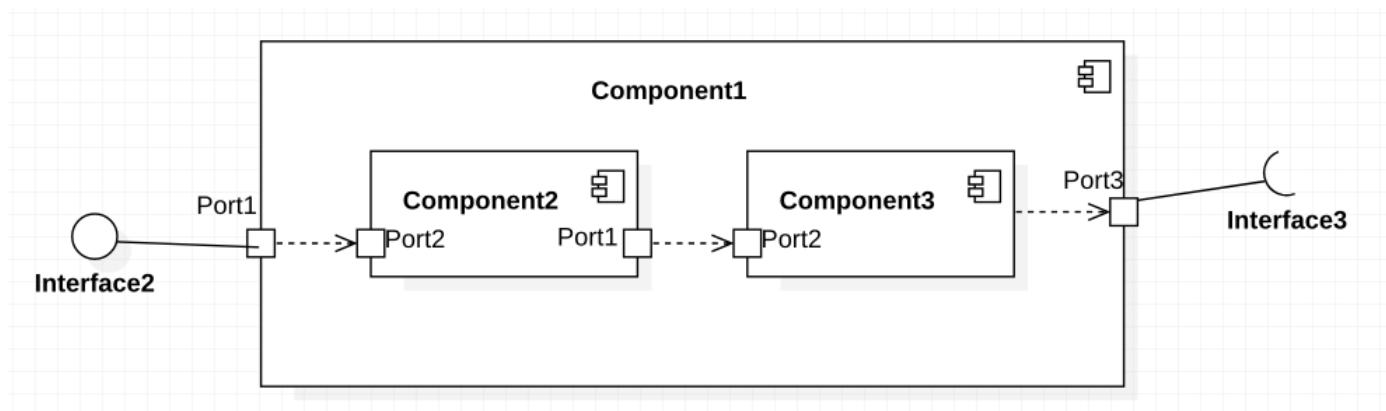 Component1
Component2
Component3
Port3
Port1
Port2
Port1
Port2
Interface3
Interface2